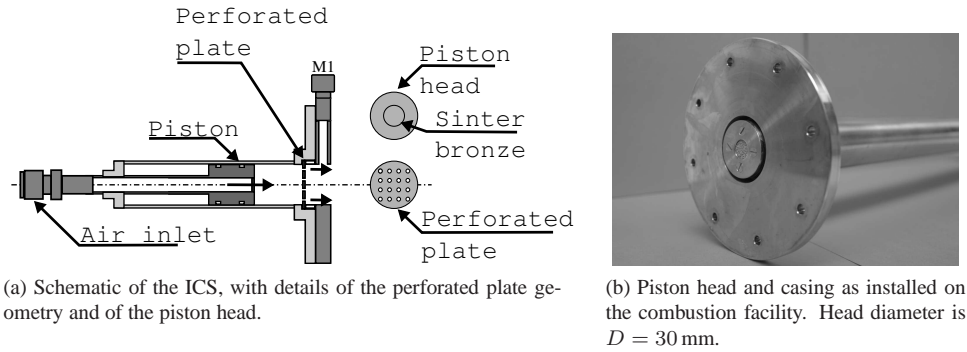 Perforated
plate
M1
Piston
head
Sinter
bronze
Piston
Air inlet
Perforated
plate
(a) Schematic of the ICS, with details of the perforated plate ge-
ometry and of the piston head.
(b) Piston head and casing as installed on
the combustion facility. Head diameter is
D = 30 mm.